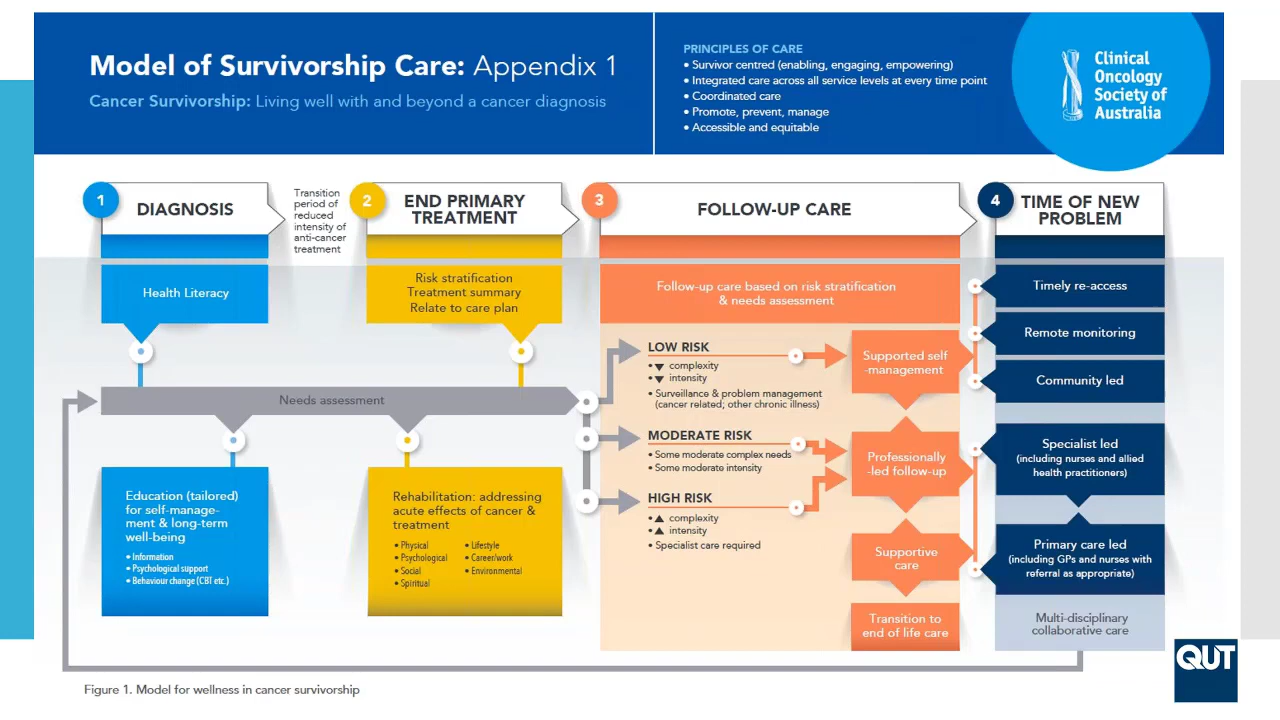 Model of Survivorship Care: Appendix 1
Cancer Survivorship: Living well with and beyond a cancer diagnosis
PRINCIPLES OF CARE
• Survivor centred (enabling, engaging, empowering)
• Integrated care across all service levels at every time point
• Coordinated care
• Promote, prevent, manage
• Accessible and equitable
Clinical
Oncology
Society of
Australia
1
DIAGNOSIS
Transition
period of
reduced
intensity of
anti-cancer
treatment
2
END PRIMARY
TREATMENT
3
FOLLOW-UP CARE
4
TIME OF NEW
PROBLEM
Health Literacy
Risk stratification
Treatment summary
Relate to care plan
Follow-up care based on risk stratification
& needs assessment
Needs assessment
Education (tailored)
for self-manage-
ment & long-term
well-being
• Information
• Psychological support
• Behaviour change (CBT etc.)
Rehabilitation: addressing
acute effects of cancer &
treatment
• Physical
• Psychological
• Social
• Spiritual
• Lifestyle
• Career/work
• Environmental
LOW RISK
• ▼ complexity
• ▼ intensity
• Surveillance & problem management
(cancer related; other chronic illness)
MODERATE RISK
• Some moderate complex needs
• Some moderate intensity
HIGH RISK
• ▲ complexity
• ▲ intensity
• Specialist care required
Supported self
-management
Professionally
-led follow-up
Supportive
care
Transition to
end of life care
Timely re-access
Remote monitoring
Community led
Specialist led
(including nurses and allied
health practitioners)
Primary care led
(including GPs and nurses with
referral as appropriate)
Multi-disciplinary
collaborative care
Figure 1. Model for wellness in cancer survivorship
QUT